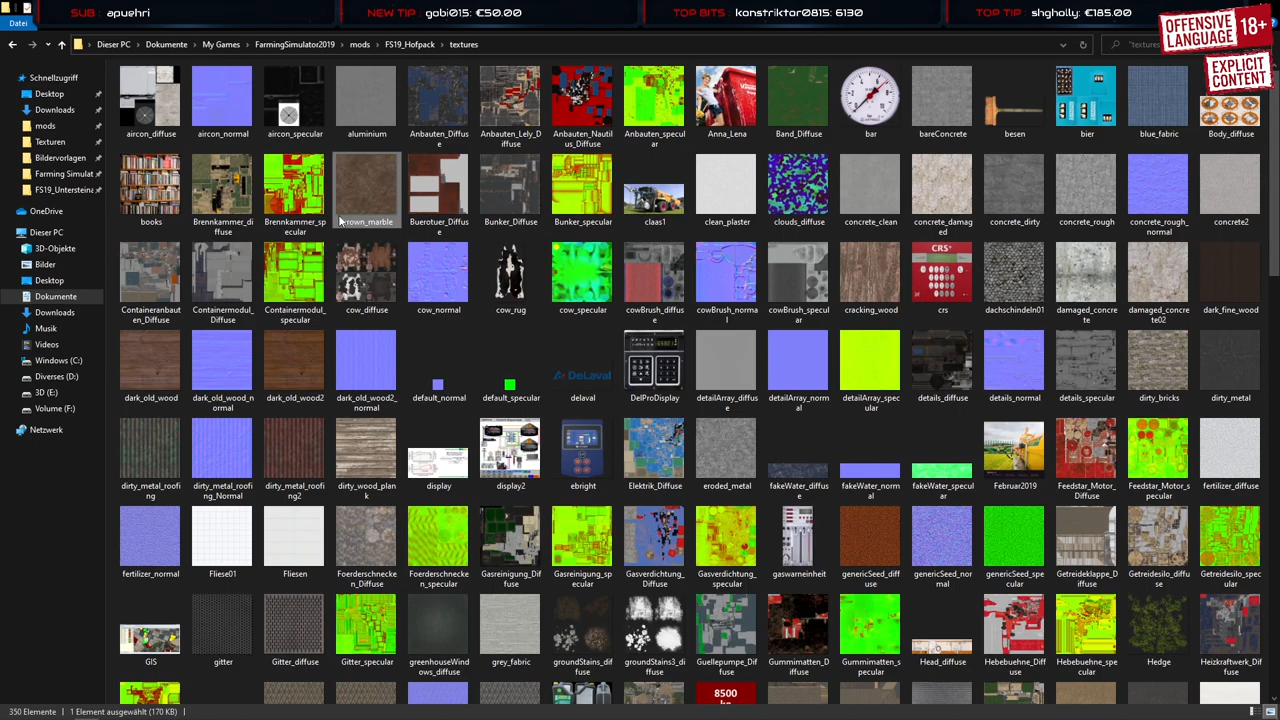 SUB : apuehri
NEW TIP : gobi015: €50.00
TOP BITS : konstriktor0815: 6130
TOP TIP : shgholly: €185.00
OFFENSIVE LANGUAGE 18+
EXPLICIT CONTENT
Datei
Dieser PC > Dokumente > My Games > FarmingSimulator2019 > mods > FS19_Hofpack > textures
Schnellzugriff
Desktop
Downloads
mods
Texturen
Bildervorlagen
Farming Simulat
FS19_Untersteina
OneDrive
Dieser PC
3D-Objekte
Bilder
Desktop
Dokumente
Downloads
Musik
Videos
Windows (C:)
Diverses (D:)
3D (E:)
Volume (F:)
Netzwerk
aircon_diffuse
aircon_normal
aircon_specular
aluminium
Anbauten_Diffuse
Anbauten_Lely_Diffuse
Anbauten_Nautilus_Diffuse
Anbauten_specular
Anna_Lena
Band_Diffuse
bar
bareConcrete
besen
bier
blue_fabric
Body_diffuse
books
Brennkammer_diffuse
Brennkammer_specular
rown_marble
Buerotuer_Diffuse
Bunker_Diffuse
Bunker_specular
claas1
clean_plaster
clouds_diffuse
concrete_clean
concrete_damaged
concrete_dirty
concrete_rough
concrete_rough_normal
concrete2
Containeranbauten_Diffuse
Containermodul_Diffuse
Containermodul_specular
cow_diffuse
cow_normal
cow_rug
cow_specular
cowBrush_diffuse
cowBrush_normal
cowBrush_specular
cracking_wood
CRS+
crs
dachschindeln01
damaged_concrete
damaged_concrete02
dark_fine_wood
dark_old_wood
dark_old_wood_normal
dark_old_wood2
dark_old_wood2_normal
default_normal
default_specular
DeLaval
delaval
DelProDisplay
detailArray_diffuse
detailArray_normal
detailArray_specular
details_diffuse
details_normal
details_specular
dirty_bricks
dirty_metal
dirty_metal_roofing
dirty_metal_roofing_Normal
dirty_metal_roofing2
dirty_wood_plank
display
display2
ebright
Elektrik_Diffuse
eroded_metal
fakeWater_diffuse
fakeWater_normal
fakeWater_specular
Februar2019
Feedstar_Motor_Diffuse
Feedstar_Motor_specular
fertilizer_diffuse
fertilizer_normal
Fliese01
Fliesen
Foerderschnecken_Diffuse
Foerderschnecken_specular
Gasreinigung_Diffuse
Gasreinigung_specular
Gasverdichtung_Diffuse
Gasverdichtung_specular
gaswarneinheit
genericSeed_diffuse
genericSeed_normal
genericSeed_specular
Getreideklappe_Diffuse
Getreidesilo_diffuse
Getreidesilo_specular
GIS
gitter
Gitter_diffuse
Gitter_specular
greenhouseWindows_diffuse
grey_fabric
groundStains_diffuse
groundStains3_diffuse
Guellepumpe_Diffuse
Gummimatten_Diffuse
Gummimatten_specular
Head_diffuse
Hebebuehne_Diffuse
Hebebuehne_specular
Hedge
Heizkraftwerk_Diffuse
8500
350 Elemente
1 Element ausgewählt (170 KB)